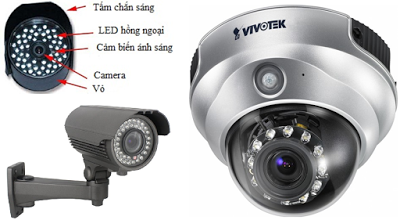 Tấm chắn sáng
LED hồng ngoại
Cảm biến ánh sáng
Camera
Vỏ
VIVOTEK